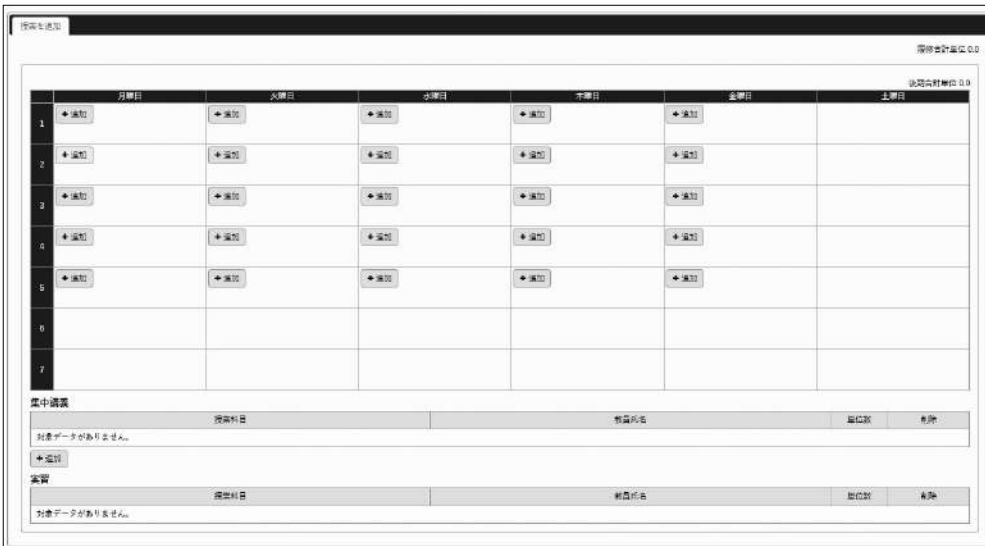 授業を追加
履修合計単位 0.0
後期合計単位 0.0
月曜日 火曜日 水曜日 木曜日 金曜日 土曜日
1 +追加 +追加 +追加 +追加 +追加
2 +追加 +追加 +追加 +追加 +追加
3 +追加 +追加 +追加 +追加 +追加
4 +追加 +追加 +追加 +追加 +追加
5 +追加 +追加 +追加 +追加 +追加
6
7
集中講義
授業科目 教員氏名 単位数 削除
対象データがありません。
+追加
実習
授業科目 教員氏名 単位数 削除
対象データがありません。